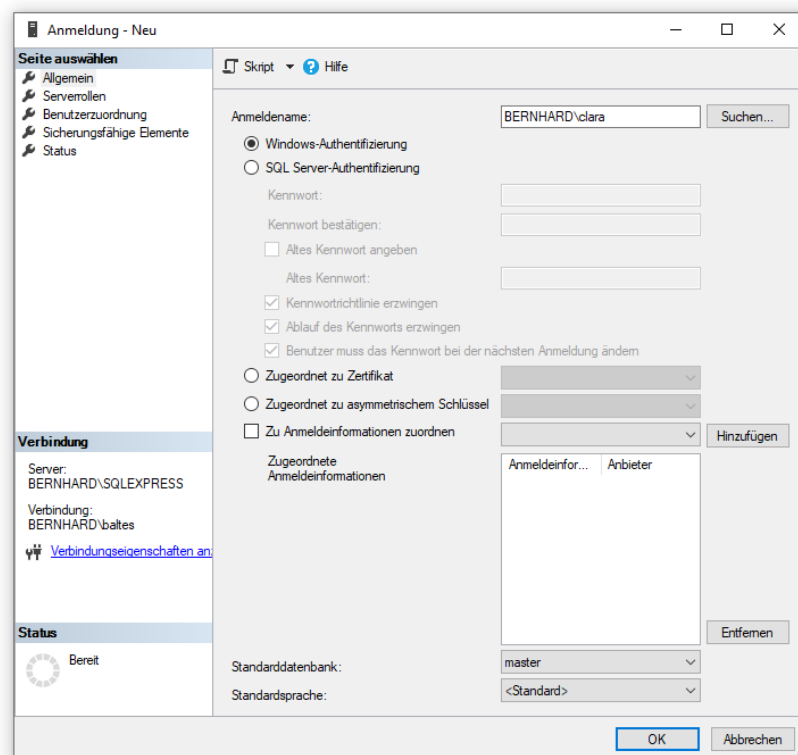 Anmeldung - Neu
Seite auswählen
Allgemein
Serverrollen
Benutzerzuordnung
Sicherungsfähige Elemente
Status
Skript
Hilfe
Anmeldename:
BERNHARD\clara
Suchen...
Windows-Authentifizierung
SQL Server-Authentifizierung
Kennwort:
Kennwort bestätigen:
Altes Kennwort angeben
Altes Kennwort:
Kennwortrichtlinie erzwingen
Ablauf des Kennworts erzwingen
Benutzer muss das Kennwort bei der nächsten Anmeldung ändern
Zugeordnet zu Zertifikat
Zugeordnet zu asymmetrischem Schlüssel
Zu Anmeldeinformationen zuordnen
Hinzufügen
Zugeordnete
Anmeldeinformationen
Anmeldeinfor...
Anbieter
Entfernen
Standarddatenbank:
master
Standardsprache:
<Standard>
Verbindung
Server:
BERNHARD\SQLEXPRESS
Verbindung:
BERNHARD\baltes
Verbindungseigenschaften an
Status
Bereit
OK
Abbrechen